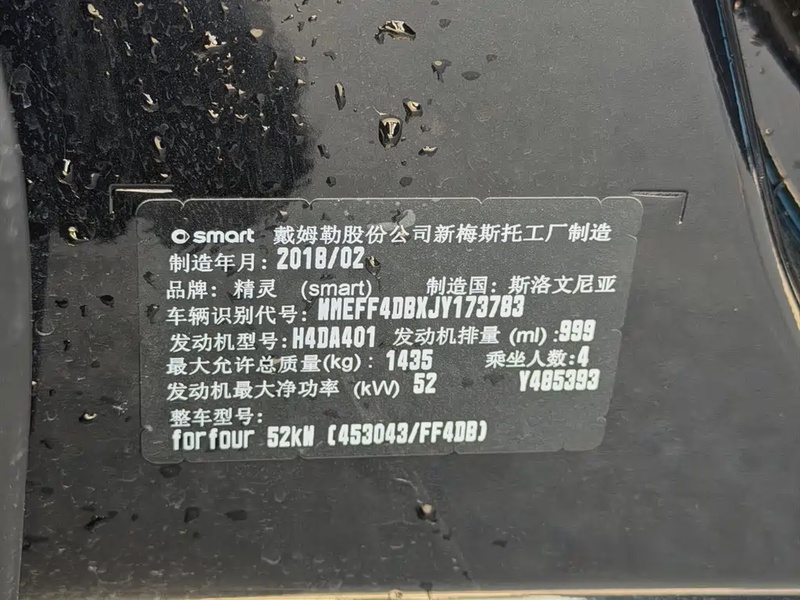 smart 戴姆勒股份公司新梅斯托工厂制造
制造年月: 2018/02
品牌: 精灵 (smart) 制造国: 斯洛文尼亚
车辆识别代号: WMEFF4DBXJY173783
发动机型号: H4DA401 发动机排量 (ml) :999
最大允许总质量(kg): 1435 乘坐人数:4
发动机最大净功率 (kW) 52 Y485393
整车型号:
forfour 52kW (453043/FF4DB)